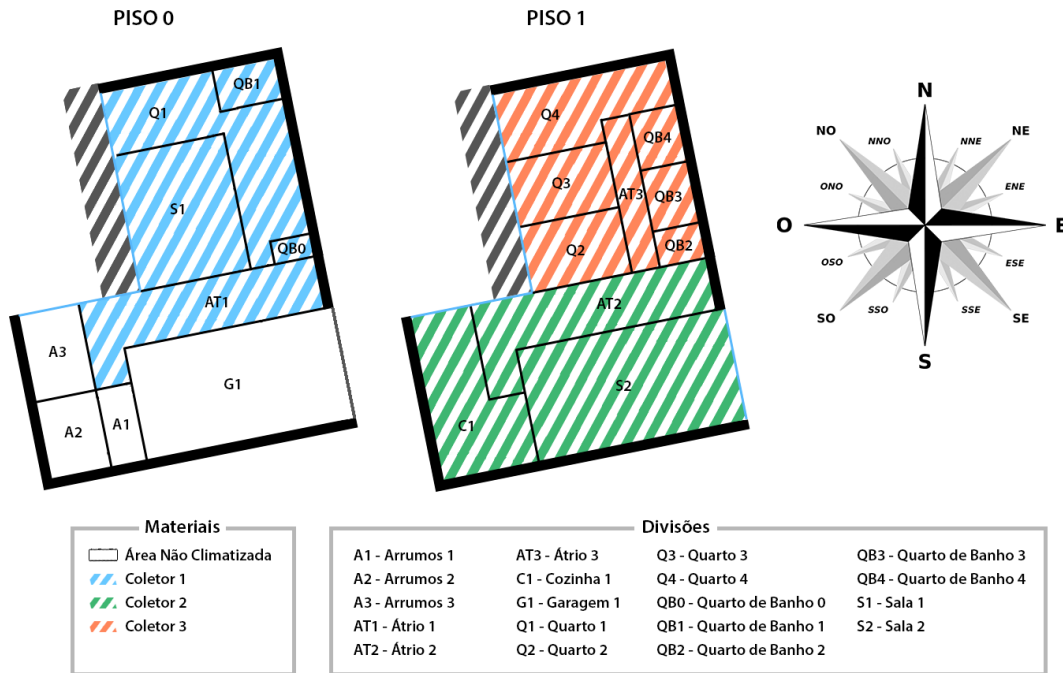 PISO 0
PISO 1
QB1
Q1
S1
QB0
AT1
A3
G1
A2
A1
Q4
QB4
Q3
AT3
QB3
Q2
QB2
AT2
S2
C1
N
NNO
NNE
NO
NE
ONO
ENE
O
E
OSO
ESE
SO
SE
SSO
SSE
S
Materiais
Área Não Climatizada
Coletor 1
Coletor 2
Coletor 3
Divisões
A1 - Arrumos 1
A2 - Arrumos 2
A3 - Arrumos 3
AT1 - Átrio 1
AT2 - Átrio 2
AT3 - Átrio 3
C1 - Cozinha 1
G1 - Garagem 1
Q1 - Quarto 1
Q2 - Quarto 2
Q3 - Quarto 3
Q4 - Quarto 4
QB0 - Quarto de Banho 0
QB1 - Quarto de Banho 1
QB2 - Quarto de Banho 2
QB3 - Quarto de Banho 3
QB4 - Quarto de Banho 4
S1 - Sala 1
S2 - Sala 2